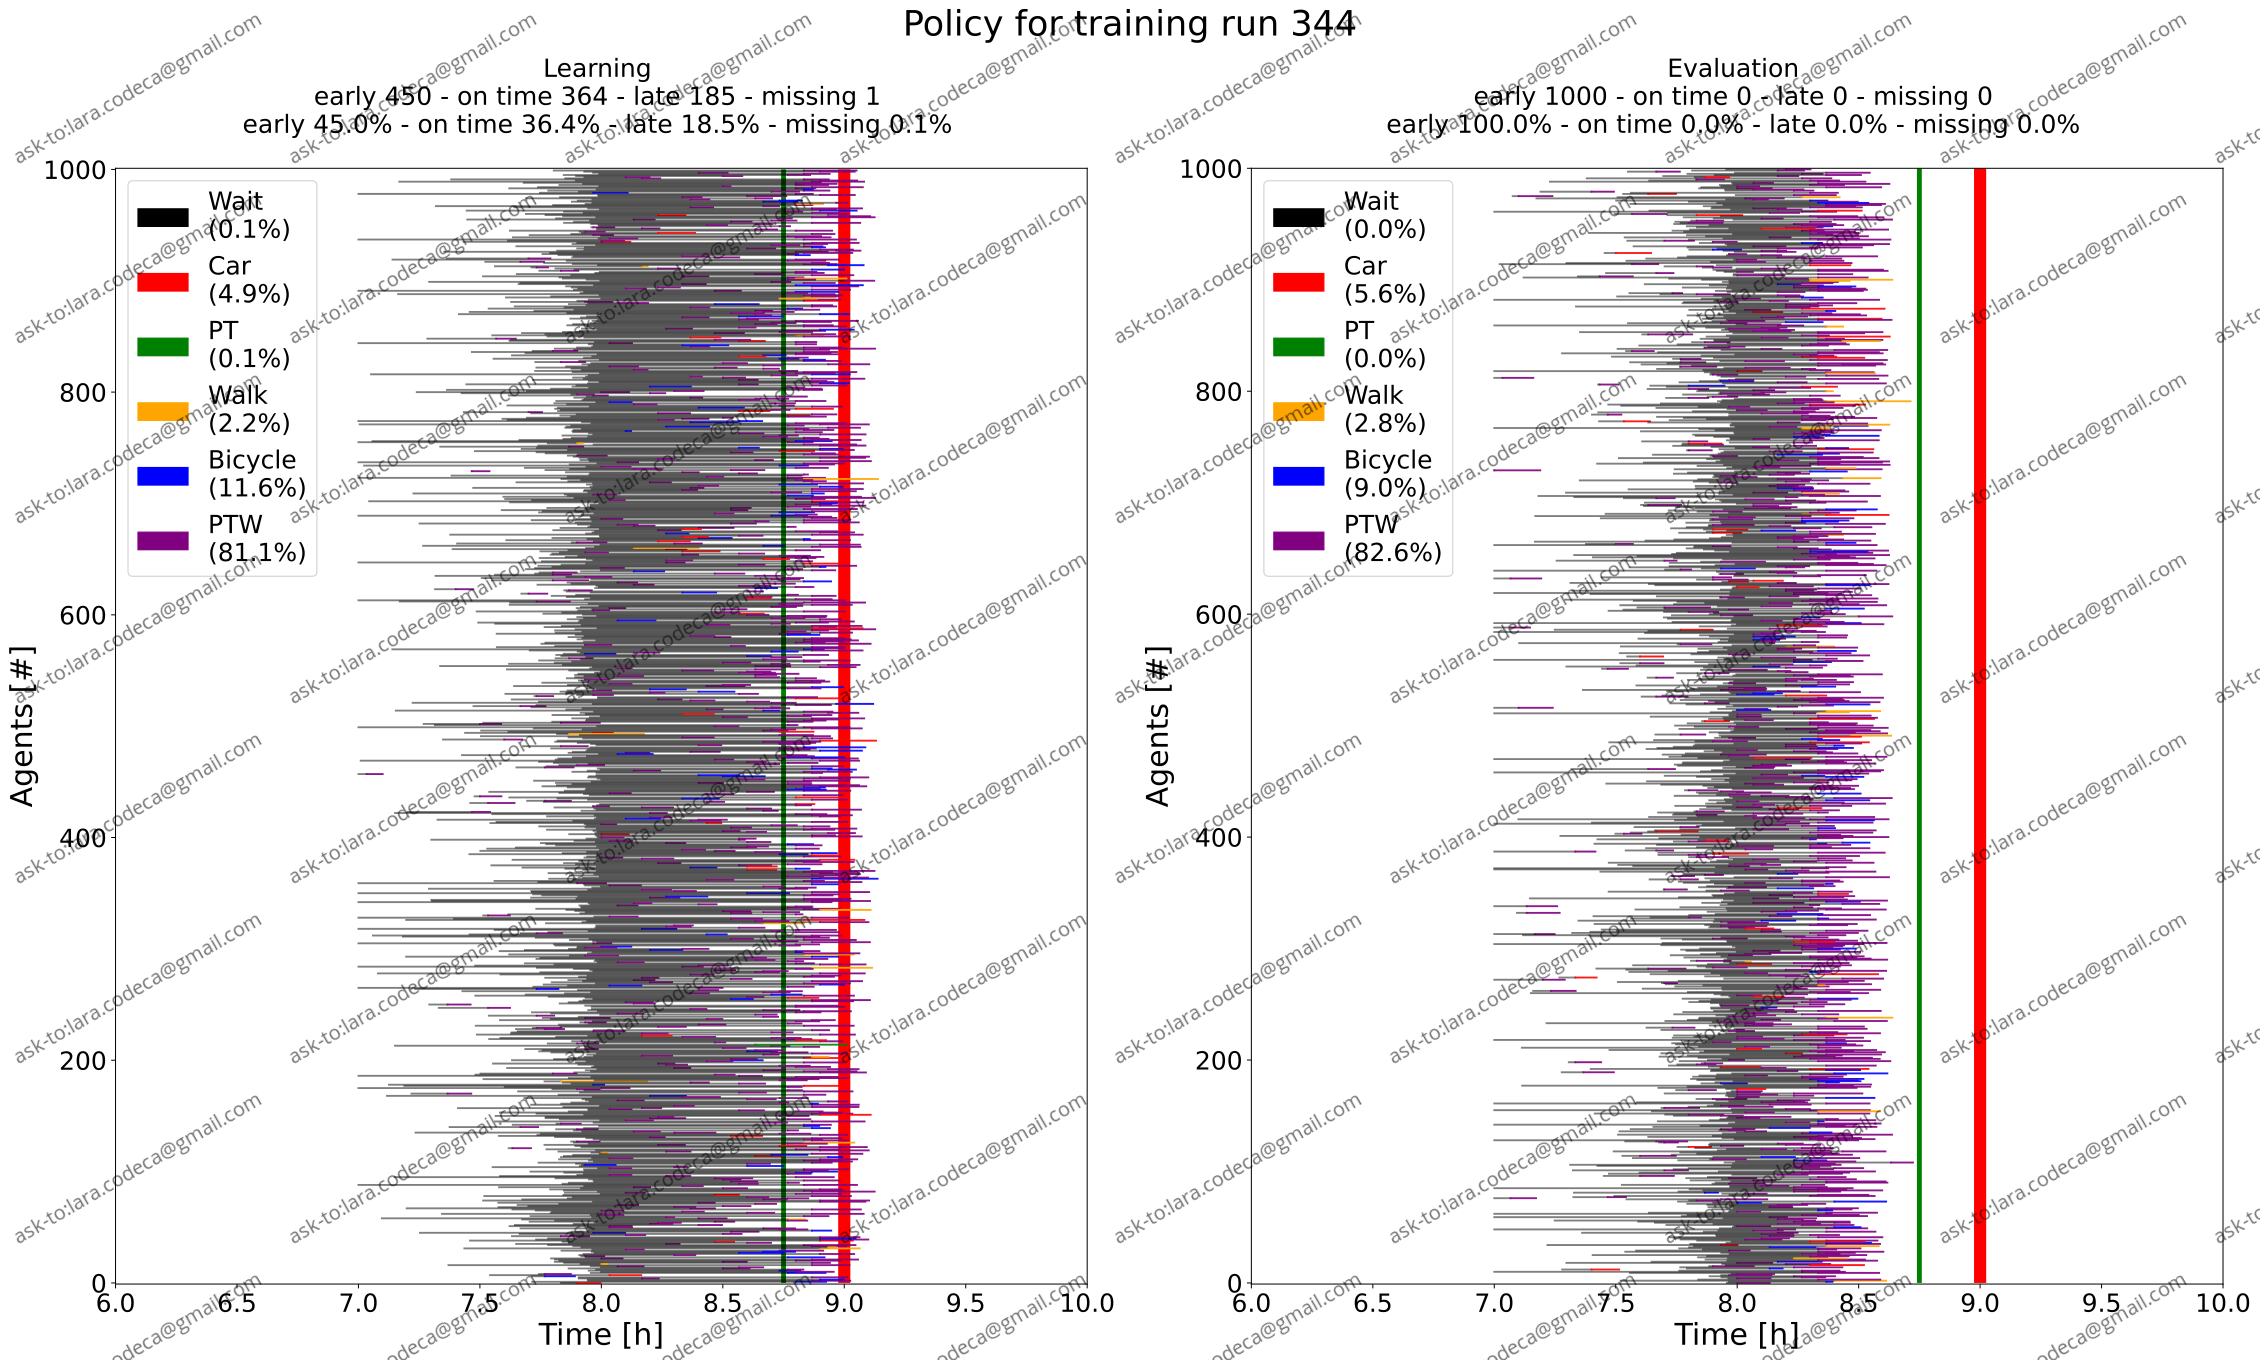 Policy for training run 344
Learning
early 450 - on time 364 - late 185 - missing 1
early 45.0% - on time 36.4% - late 18.5% - missing 0.1%
1000
800
600
400
200
0
Agents [#]
Wait
(0.1%)
Car
(4.9%)
PT
(0.1%)
Walk
(2.2%)
Bicycle
(11.6%)
PTW
(81.1%)
6.0 6.5 7.0 7.5 8.0 8.5 9.0 9.5 10.0
Time [h]
Evaluation
early 1000 - on time 0 - late 0 - missing 0
early 100.0% - on time 0.0% - late 0.0% - missing 0.0%
1000
800
600
400
200
0
Agents [#]
Wait
(0.0%)
Car
(5.6%)
PT
(0.0%)
Walk
(2.8%)
Bicycle
(9.0%)
PTW
(82.6%)
6.0 6.5 7.0 7.5 8.0 8.5 9.0 9.5 10.0
Time [h]
ask-to:lara.codeca@gmail.com